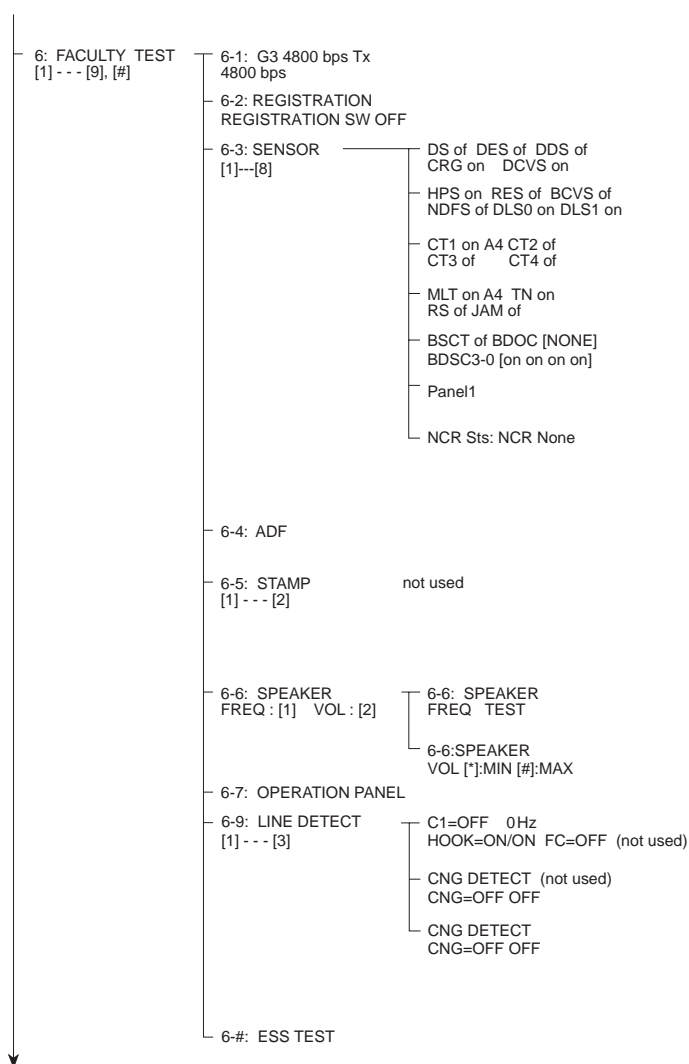 6: FACULTY TEST
[1] - - - [9], [#]
6-1: G3 4800 bps Tx
4800 bps
6-2: REGISTRATION
REGISTRATION SW OFF
6-3: SENSOR
[1]---[8]
DS of DES of DDS of
CRG on DCVS on
HPS on RES of BCVS of
NDFS of DLS0 on DLS1 on
CT1 on A4 CT2 of
CT3 of CT4 of
MLT on A4 TN on
RS of JAM of
BSCT of BDOC [NONE]
BDSC3-0 [on on on on]
Panel1
NCR Sts: NCR None
6-4: ADF
6-5: STAMP not used
[1] - - - [2]
6-6: SPEAKER
FREQ : [1] VOL : [2]
6-6: SPEAKER
FREQ TEST
6-6:SPEAKER
VOL [*]:MIN [#]:MAX
6-7: OPERATION PANEL
6-9: LINE DETECT
[1] - - - [3]
C1=OFF 0Hz
HOOK=ON/ON FC=OFF (not used)
CNG DETECT (not used)
CNG=OFF OFF
CNG DETECT
CNG=OFF OFF
6-#: ESS TEST